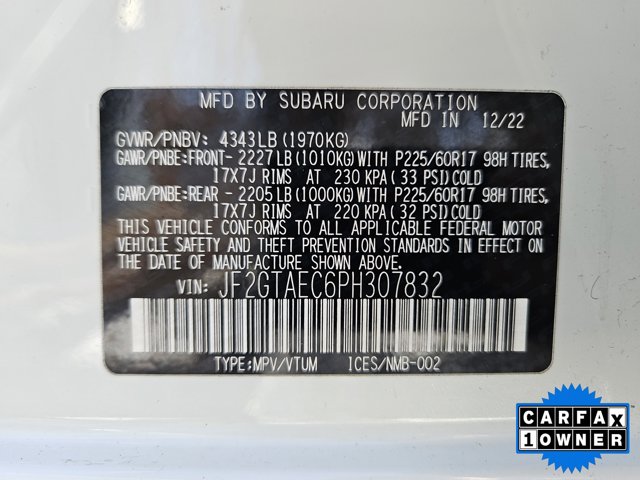 MFD BY SUBARU CORPORATION
MFD IN 12/22
GVWR/PNBV: 4343LB (1970KG)
GAWR/PNBE:FRONT- 2227 LB (1010KG) WITH P225/60R17 98H TIRES,
17X7J RIMS AT 230 KPA (33 PSI) COLD
GAWR/PNBE:REAR - 2205 LB (1000KG) WITH P225/60R17 98H TIRES,
17X7J RIMS AT 220 KPA (32 PSI) COLD
THIS VEHICLE CONFORMS TO ALL APPLICABLE FEDERAL MOTOR
VEHICLE SAFETY AND THEFT PREVENTION STANDARDS IN EFFECT ON
THE DATE OF MANUFACTURE SHOWN ABOVE.
VIN: JF2GTAEC6PH307832
TYPE:MPV/VTUM ICES/NMB-002
CARFAX
1 OWNER